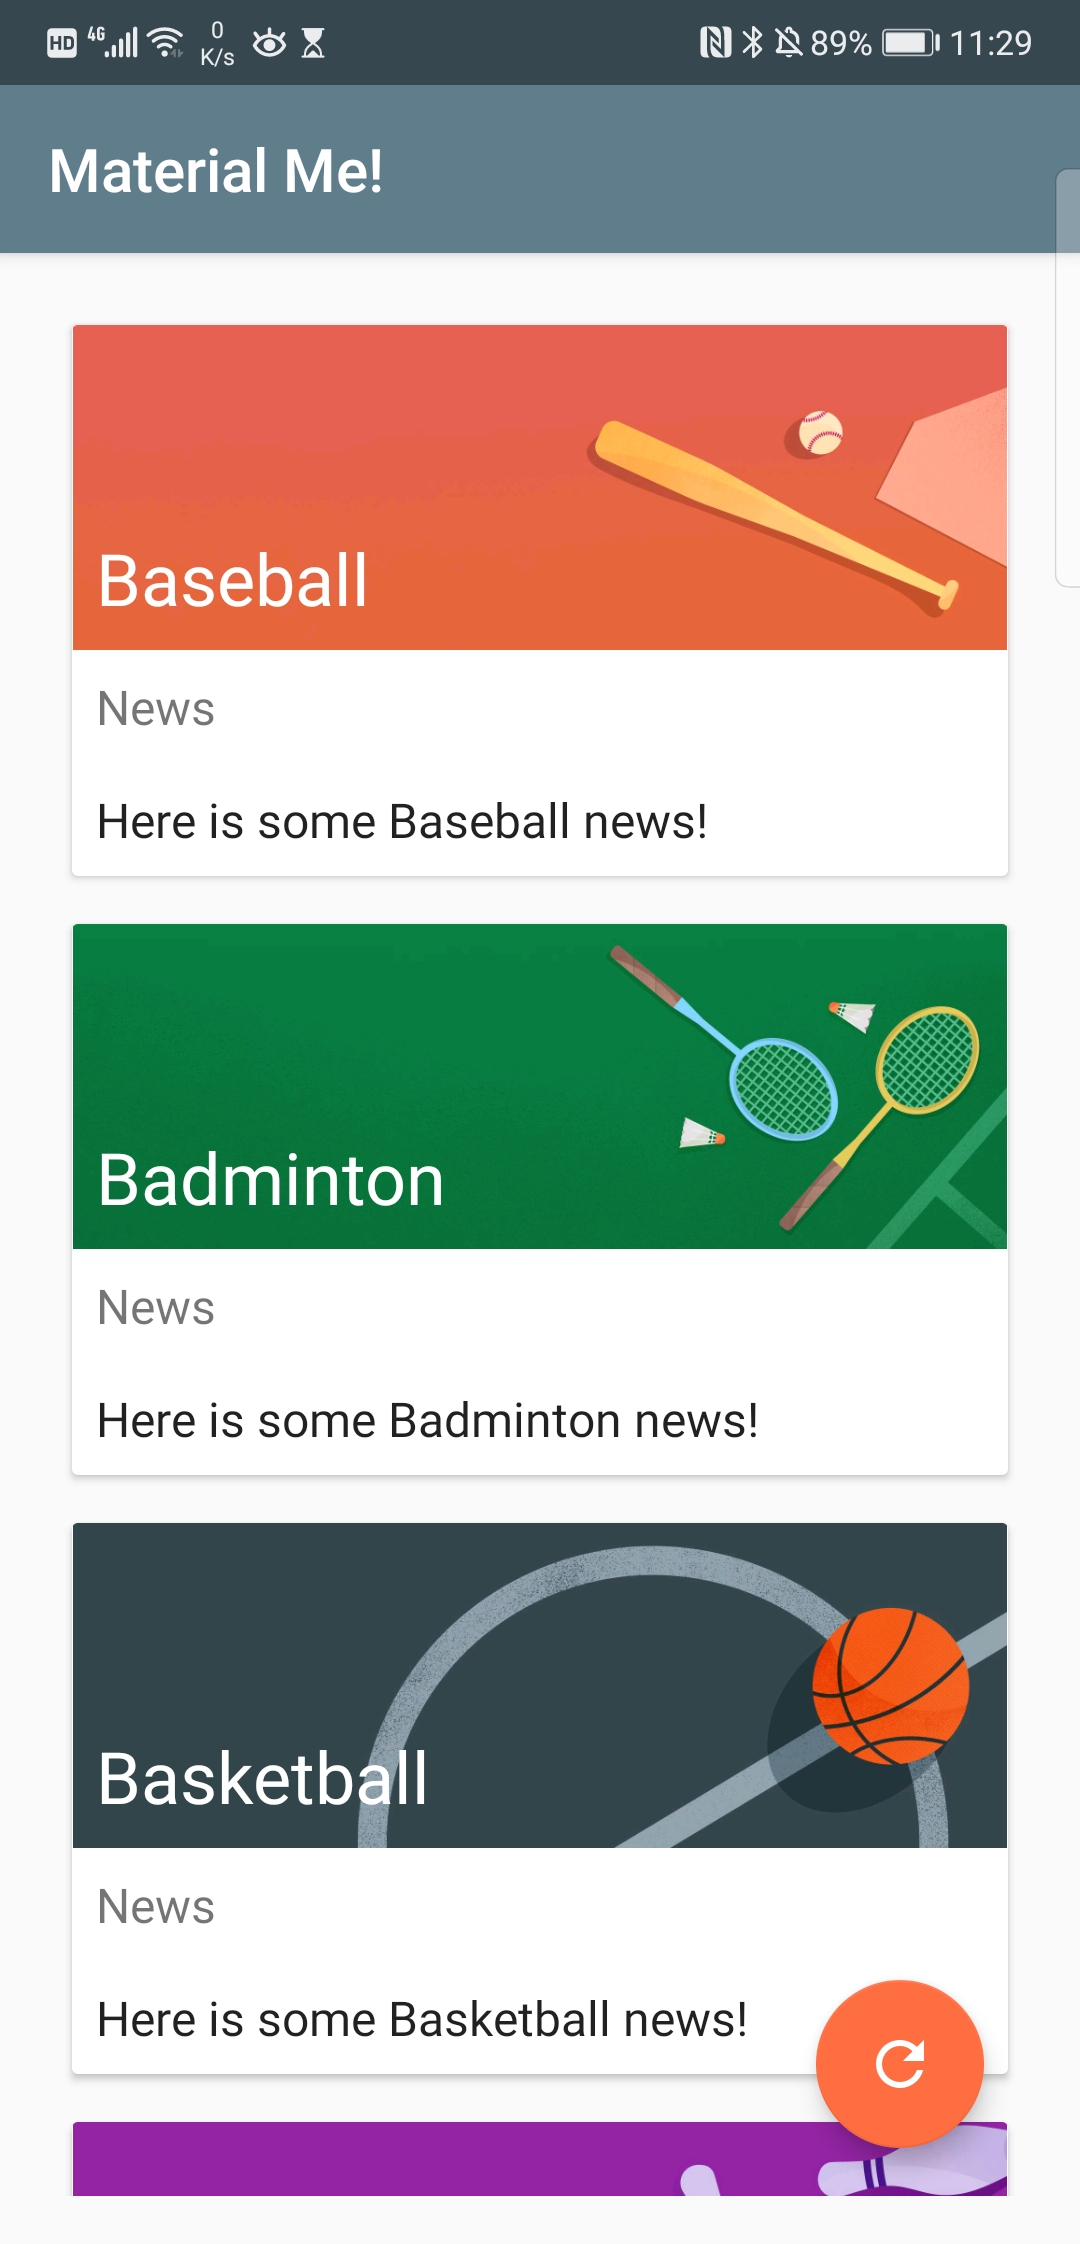 HD 4G 0 K/s 89% 11:29
Material Me!
Baseball
News
Here is some Baseball news!
Badminton
News
Here is some Badminton news!
Basketball
News
Here is some Basketball news!